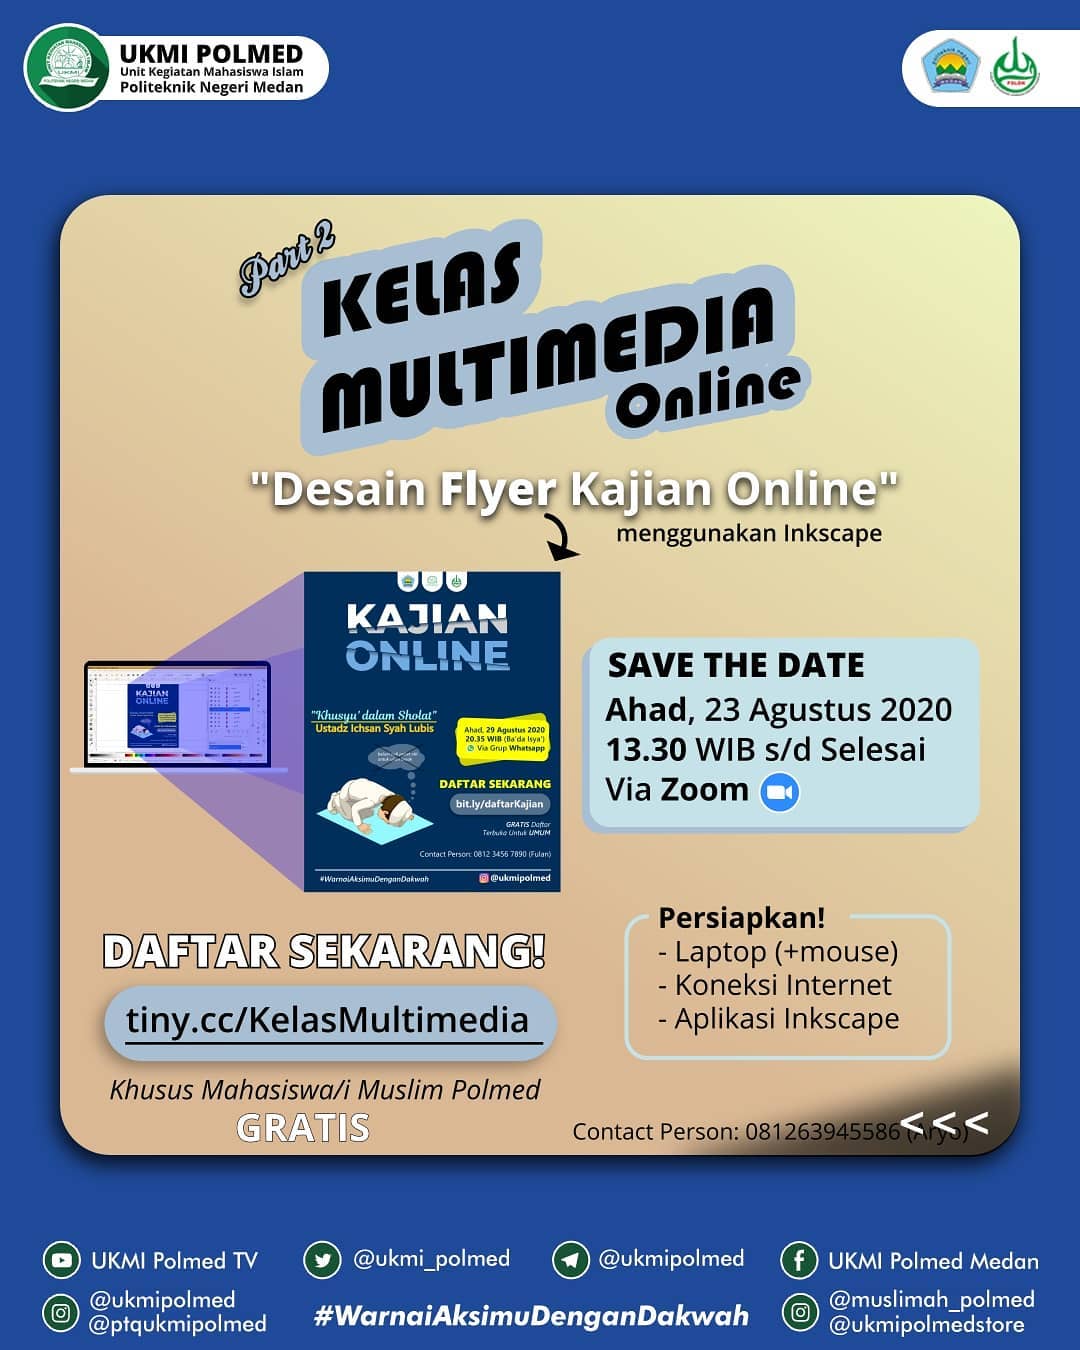 UKMI POLMED
Unit Kegiatan Mahasiswa Islam
Politeknik Negeri Medan
Part 2
KELAS
MULTIMEDIA
Online
"Desain Flyer Kajian Online"
menggunakan Inkscape
KAJIAN
ONLINE
"Khusyu' dalam Sholat"
Ustadz Ichsan Syah Lubis
Ahad, 29 Agustus 2020
20.35 WIB (Ba'da Isya')
Via Grup Whatsapp
DAFTAR SEKARANG
bit.ly/daftarKajian
GRATIS Daftar
Terbuka Untuk UMUM
Contact Person: 0812 3456 7890 (Fulan)
#WarnaiAksimuDenganDakwah
@ukmipolmed
KAJIAN
ONLINE
SAVE THE DATE
Ahad, 23 Agustus 2020
13.30 WIB s/d Selesai
Via Zoom
Persiapkan!
- Laptop (+mouse)
- Koneksi Internet
- Aplikasi Inkscape
DAFTAR SEKARANG!
tiny.cc/KelasMultimedia
Khusus Mahasiswa/i Muslim Polmed
GRATIS
Contact Person: 081263945586 (Aryo)
<<<
UKMI Polmed TV
@ukmi_polmed
@ukmipolmed
UKMI Polmed Medan
@ukmipolmed
@ptqukmipolmed
#WarnaiAksimuDenganDakwah
@muslimah_polmed
@ukmipolmedstore